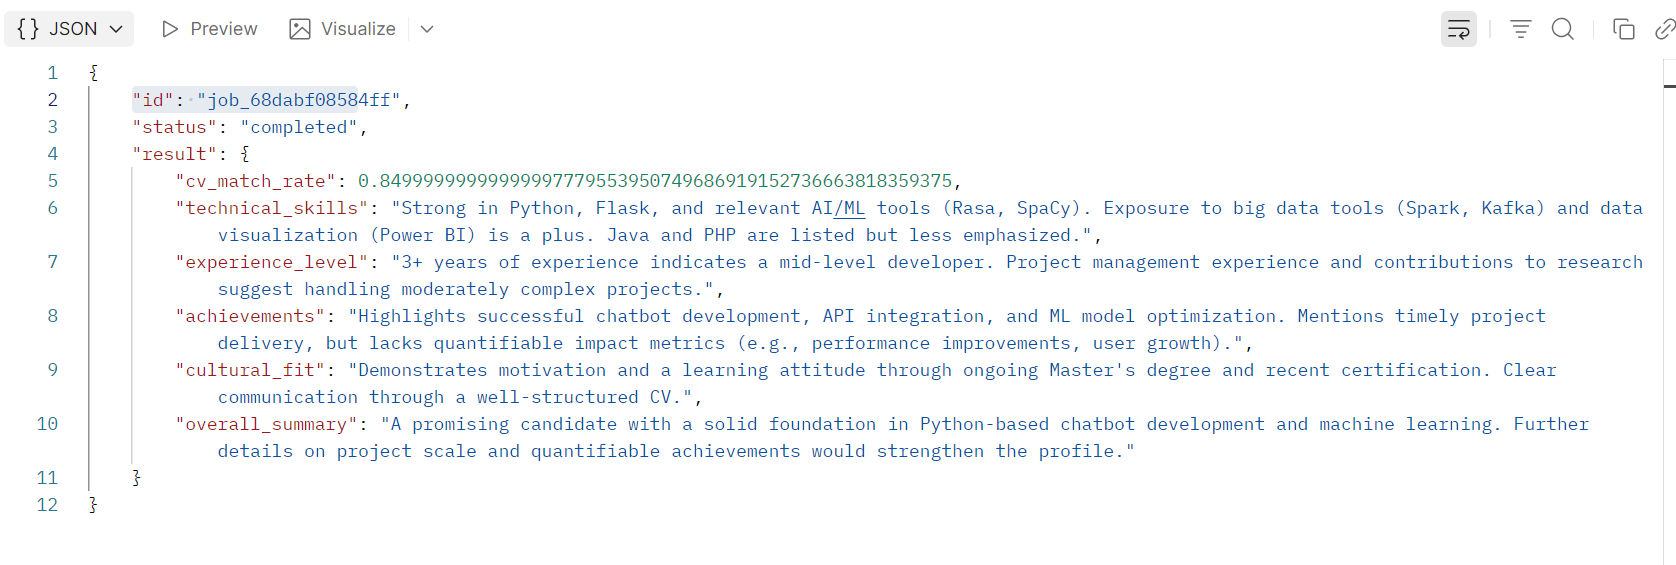 {} JSON Preview Visualize
1 {
2 "id": "job_68dabf08584ff",
3 "status": "completed",
4 "result": {
5 "cv_match_rate": 0.84999999999999997779553950749686919152736663818359375,
6 "technical_skills": "Strong in Python, Flask, and relevant AI/ML tools (Rasa, SpaCy). Exposure to big data tools (Spark, Kafka) and data
visualization (Power BI) is a plus. Java and PHP are listed but less emphasized.",
7 "experience_level": "3+ years of experience indicates a mid-level developer. Project management experience and contributions to research
suggest handling moderately complex projects.",
8 "achievements": "Highlights successful chatbot development, API integration, and ML model optimization. Mentions timely project
delivery, but lacks quantifiable impact metrics (e.g., performance improvements, user growth).",
9 "cultural_fit": "Demonstrates motivation and a learning attitude through ongoing Master's degree and recent certification. Clear
communication through a well-structured CV.",
10 "overall_summary": "A promising candidate with a solid foundation in Python-based chatbot development and machine learning. Further
details on project scale and quantifiable achievements would strengthen the profile."
11 }
12 }